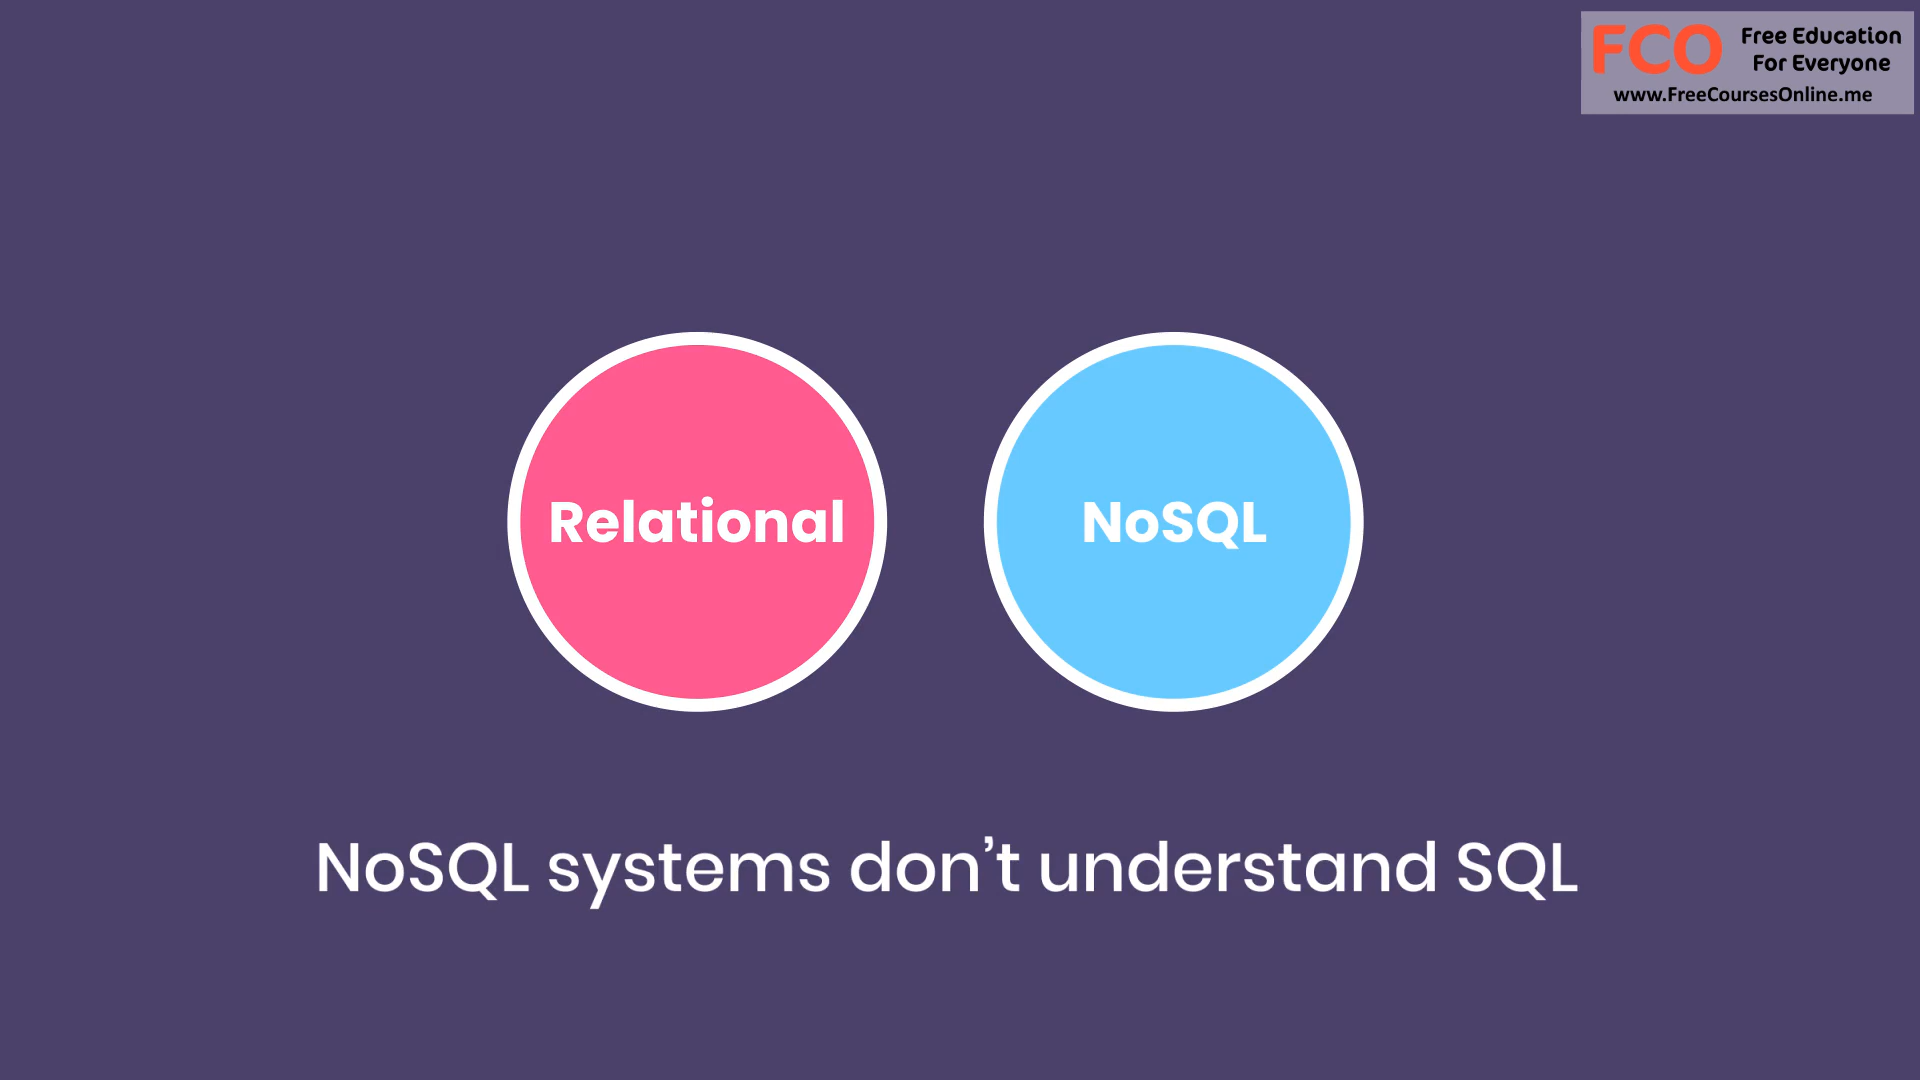 FCO
Free Education
For Everyone
www.FreeCoursesOnline.me
Relational
NoSQL
NoSQL systems don’t understand SQL